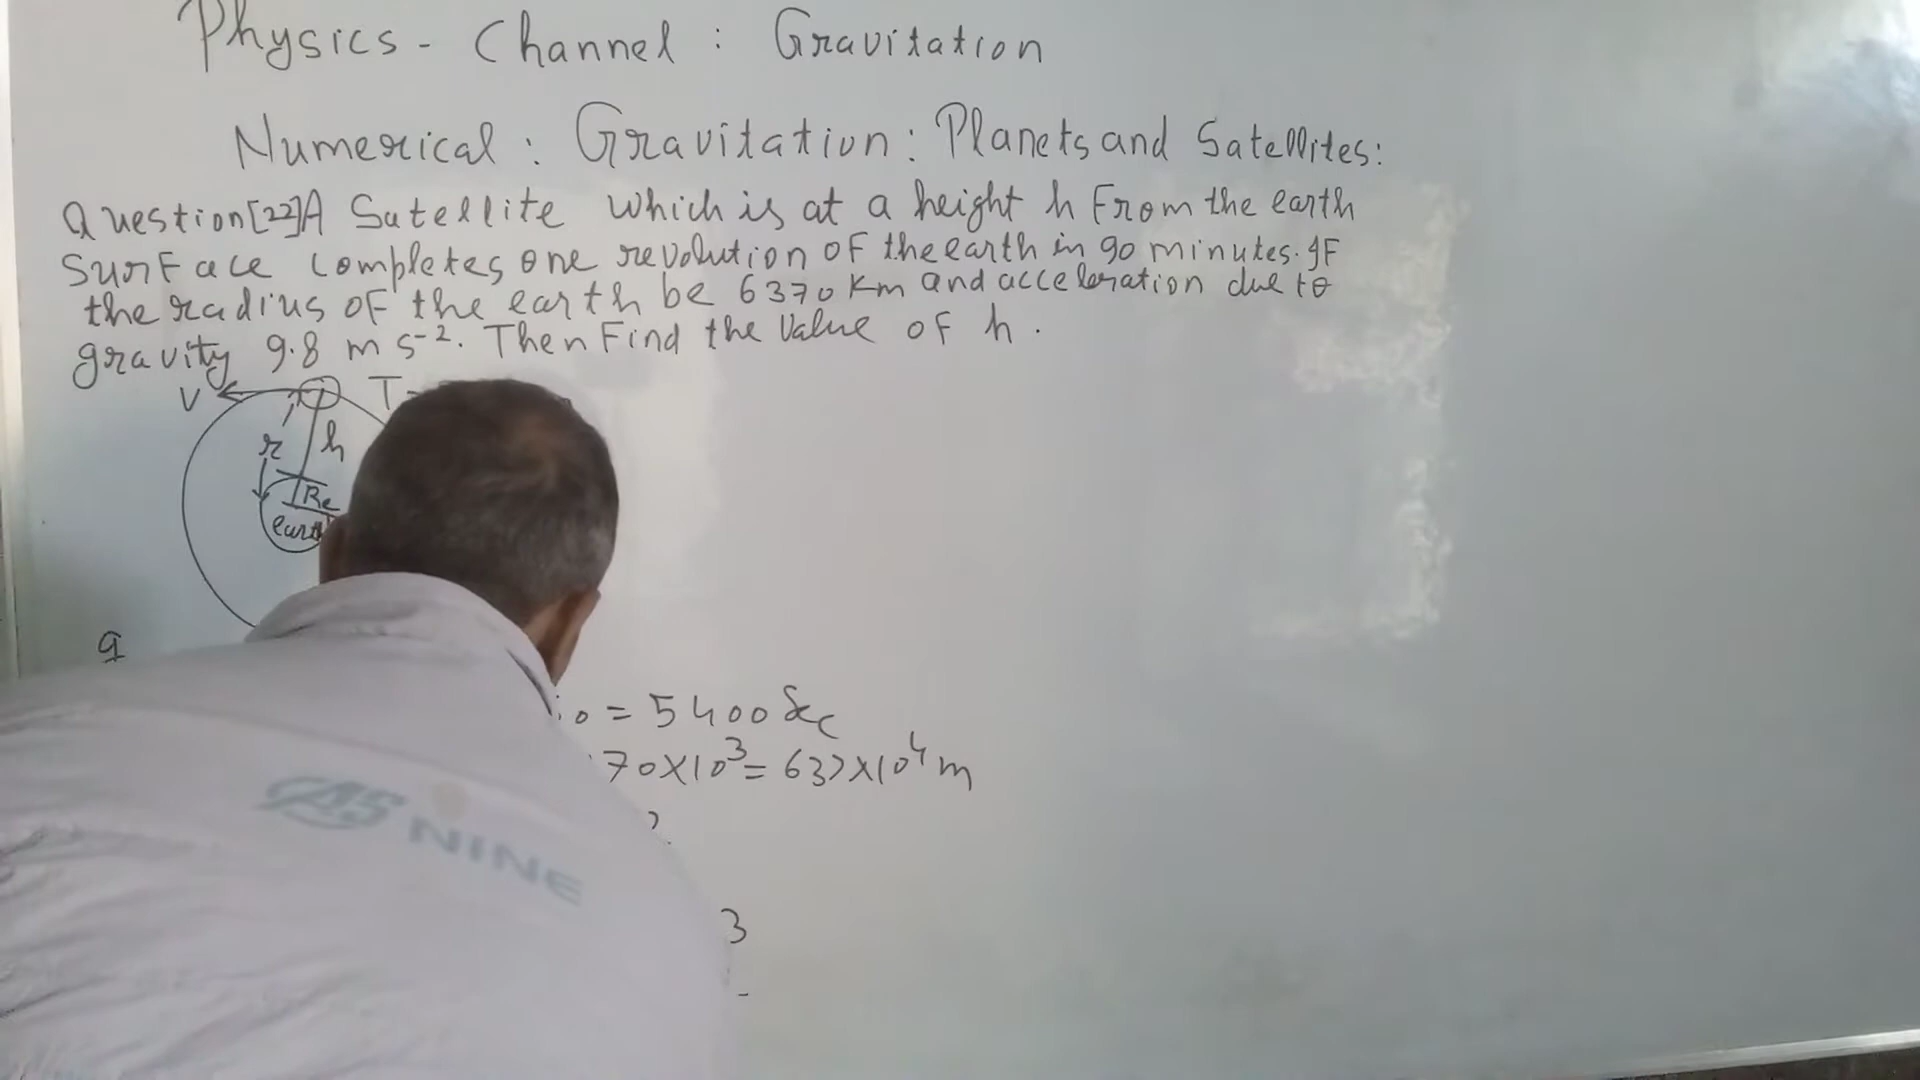 Physics - Channel : Gravitation
Numerical : Gravitation : Planets and Satellites:
Question[22]A Satellite which is at a height h From the earth
Surface completes one revolution of the earth in 90 minutes. If
the radius of the earth be 6370 Km and acceleration due to
gravity 9.8 m s⁻². Then Find the Value of h .
V
T
r
h
Re
earth
g
= 5400 Sec
70X10³= 637X10⁴ m
3
AS NINE